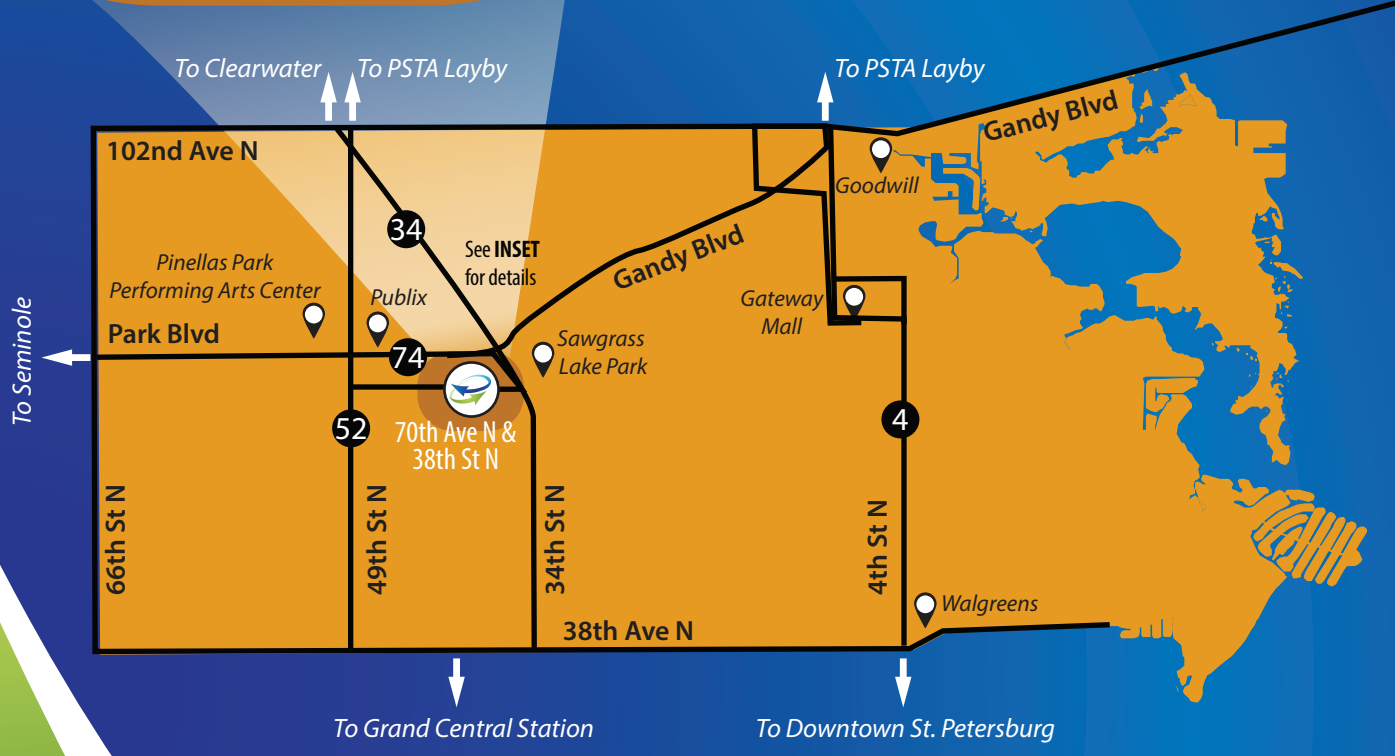 To Clearwater
To PSTA Layby
To PSTA Layby
Gandy Blvd
102nd Ave N
Goodwill
34
See INSET
for details
Gandy Blvd
Pinellas Park
Performing Arts Center
Publix
Gateway
Mall
To Seminole
Park Blvd
74
Sawgrass
Lake Park
52
70th Ave N &
38th St N
4
66th St N
49th St N
34th St N
4th St N
Walgreens
38th Ave N
To Grand Central Station
To Downtown St. Petersburg